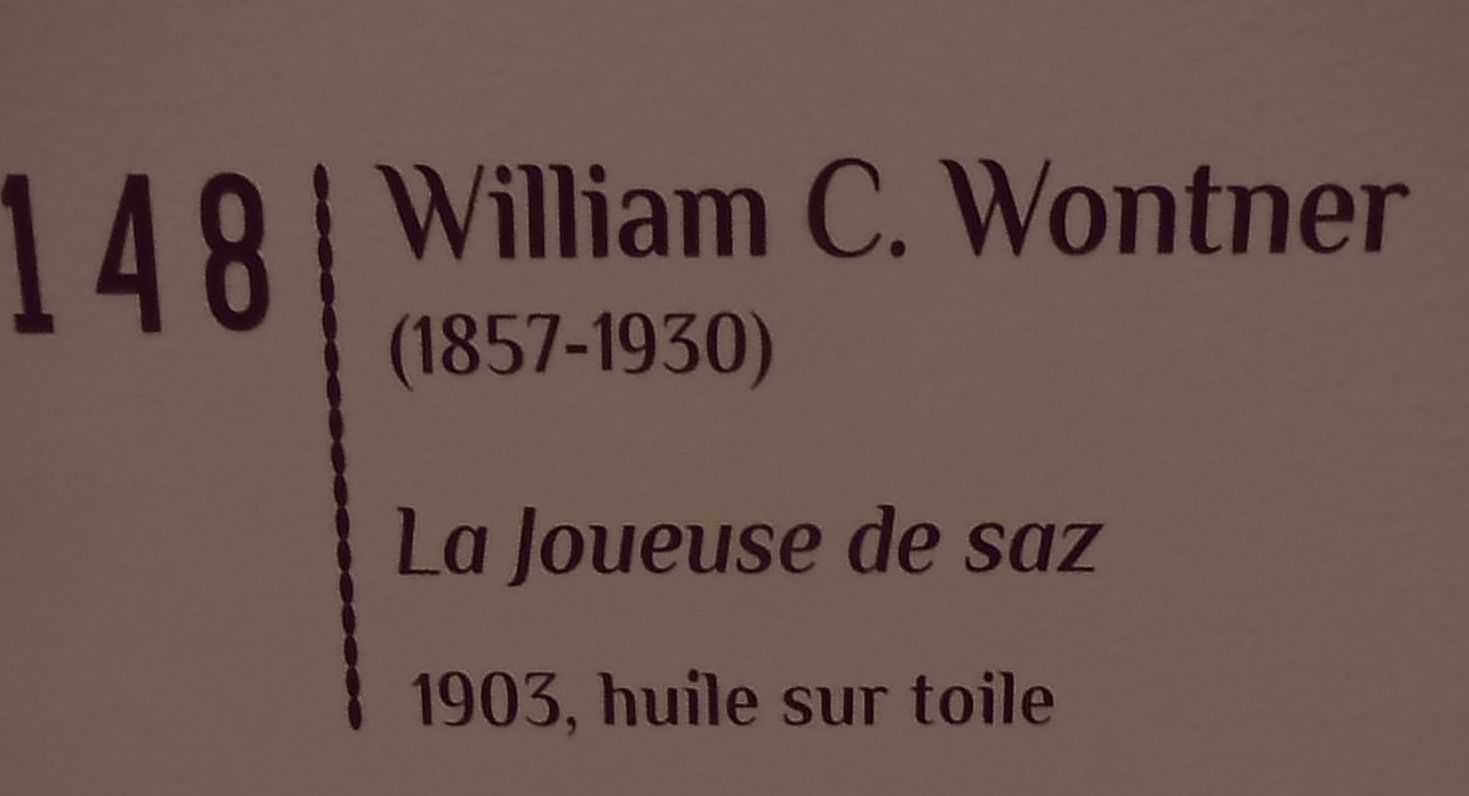 148
William C. Wontner
(1857-1930)
La Joueuse de saz
1903, huile sur toile